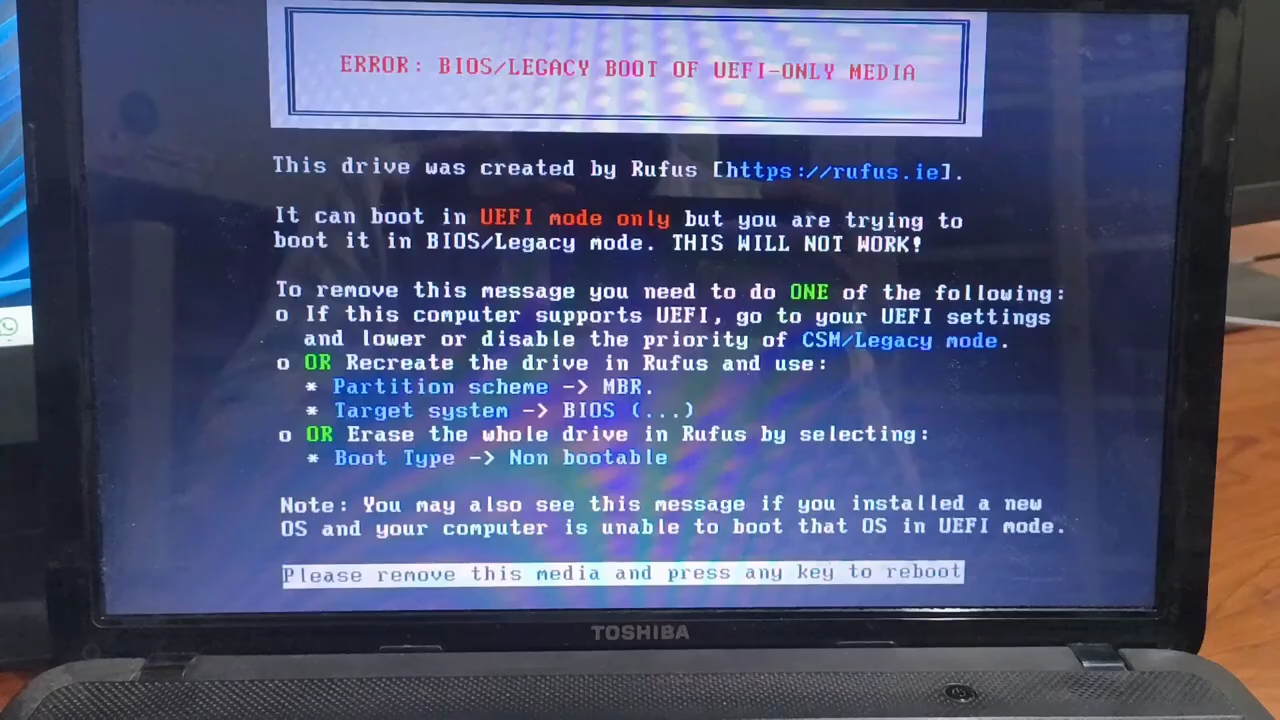 ERROR: BIOS/LEGACY BOOT OF UEFI-ONLY MEDIA
This drive was created by Rufus [https://rufus.ie].
It can boot in UEFI mode only but you are trying to
boot it in BIOS/Legacy mode. THIS WILL NOT WORK!
To remove this message you need to do ONE of the following:
o If this computer supports UEFI, go to your UEFI settings
and lower or disable the priority of CSM/Legacy mode.
o OR Recreate the drive in Rufus and use:
* Partition scheme -> MBR.
* Target system -> BIOS (...)
o OR Erase the whole drive in Rufus by selecting:
* Boot Type -> Non bootable
Note: You may also see this message if you installed a new
OS and your computer is unable to boot that OS in UEFI mode.
Please remove this media and press any key to reboot
TOSHIBA